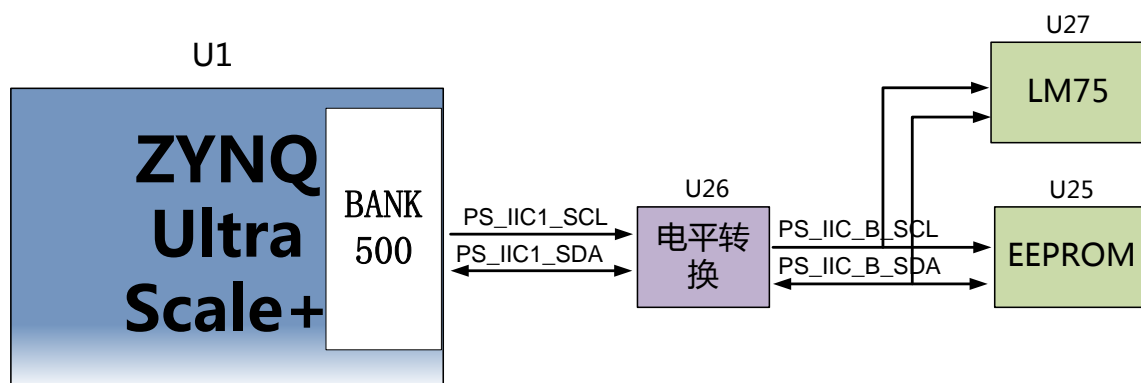 U1
ZYNQ
Ultra
Scale+
BANK
500
PS_IIC1_SCL
PS_IIC1_SDA
U26
电平转
换
PS_IIC_B_SCL
PS_IIC_B_SDA
U27
LM75
U25
EEPROM